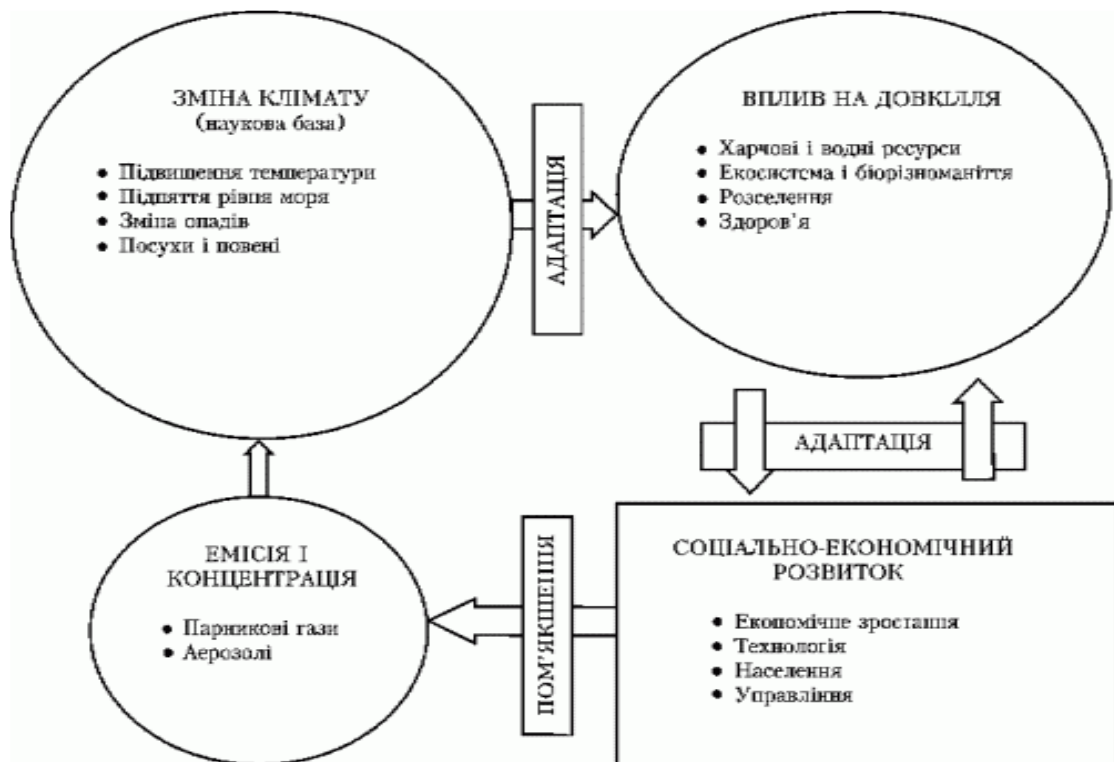 ЗМІНА КЛІМАТУ
(наукова база)
• Підвищення температури
• Підняття рівня моря
• Зміна опадів
• Посухи і повені
АДАПТАЦІЯ
ВПЛИВ НА ДОВКІЛЛЯ
• Харчові і водні ресурси
• Екосистема і біорізноманіття
• Розселення
• Здоров’я
АДАПТАЦІЯ
ЕМІСІЯ І
КОНЦЕНТРАЦІЯ
• Парникові гази
• Аерозолі
ПОМ’ЯКШЕННЯ
СОЦІАЛЬНО-ЕКОНОМІЧНИЙ
РОЗВИТОК
• Економічне зростання
• Технологія
• Населення
• Управління